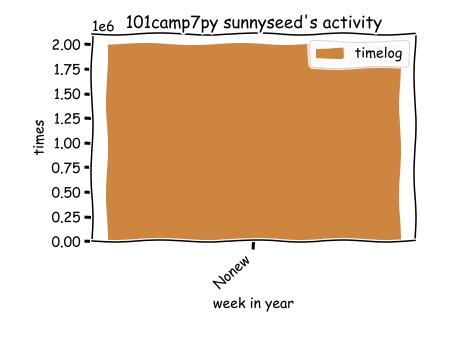 101camp7py sunnyseed's activity
1e6
timelog
2.00
1.75
1.50
1.25
1.00
0.75
0.50
0.25
0.00
times
Nonew
week in year